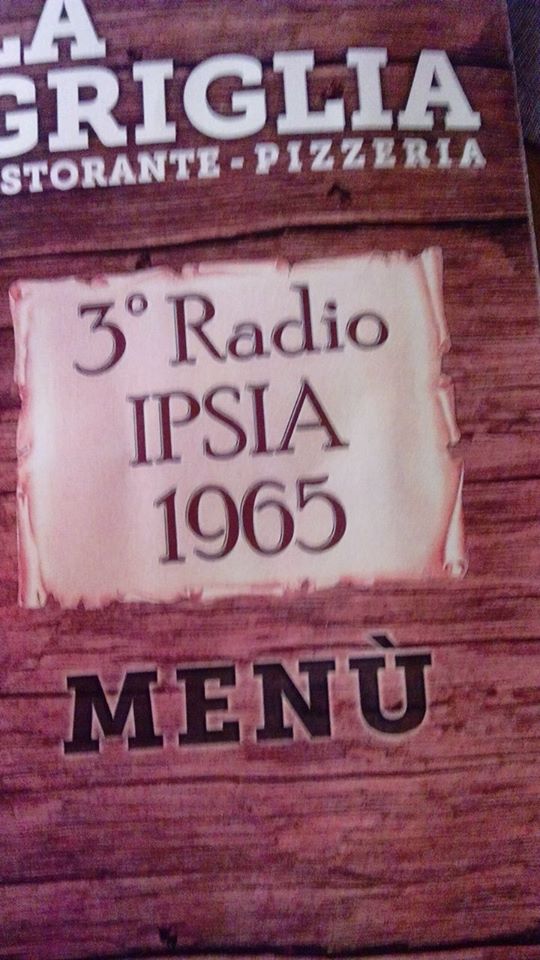 LA
GRIGLIA
STORANTE - PIZZERIA
3° Radio
IPSIA
1965
MENÙ